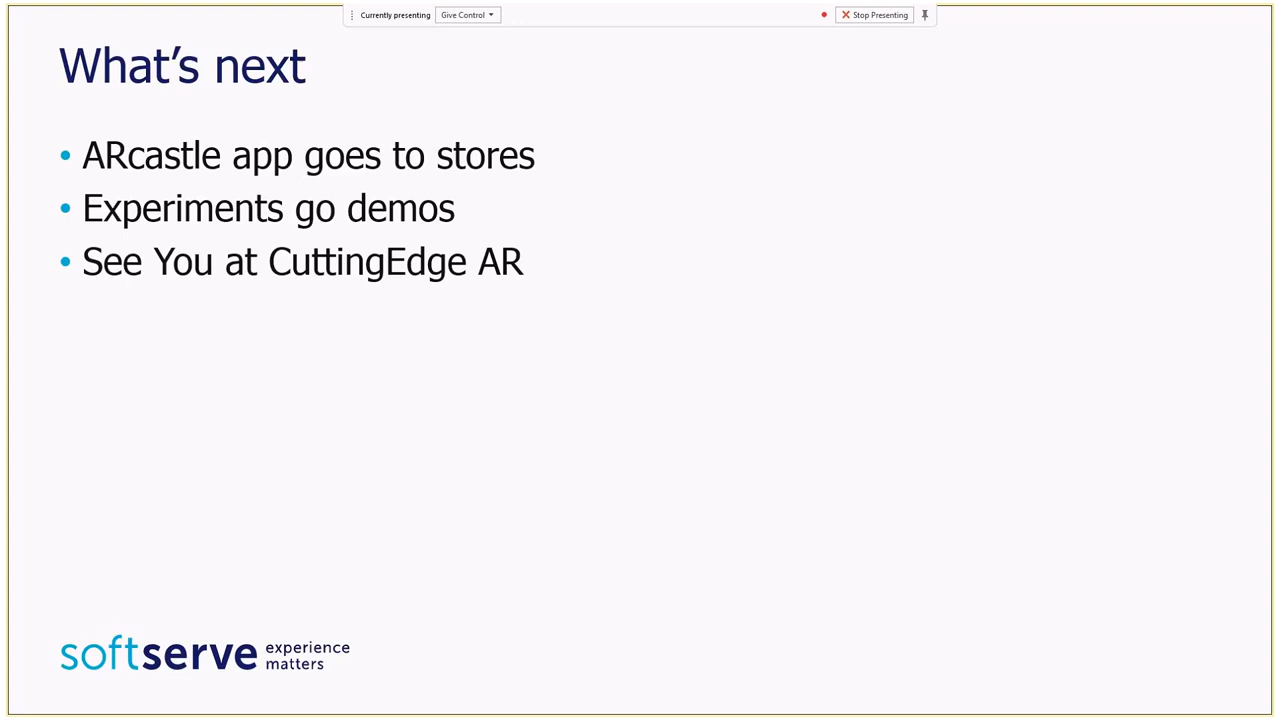 Currently presenting Give Control Stop Presenting
What's next
• ARcastle app goes to stores
• Experiments go demos
• See You at CuttingEdge AR
softserve experience
matters